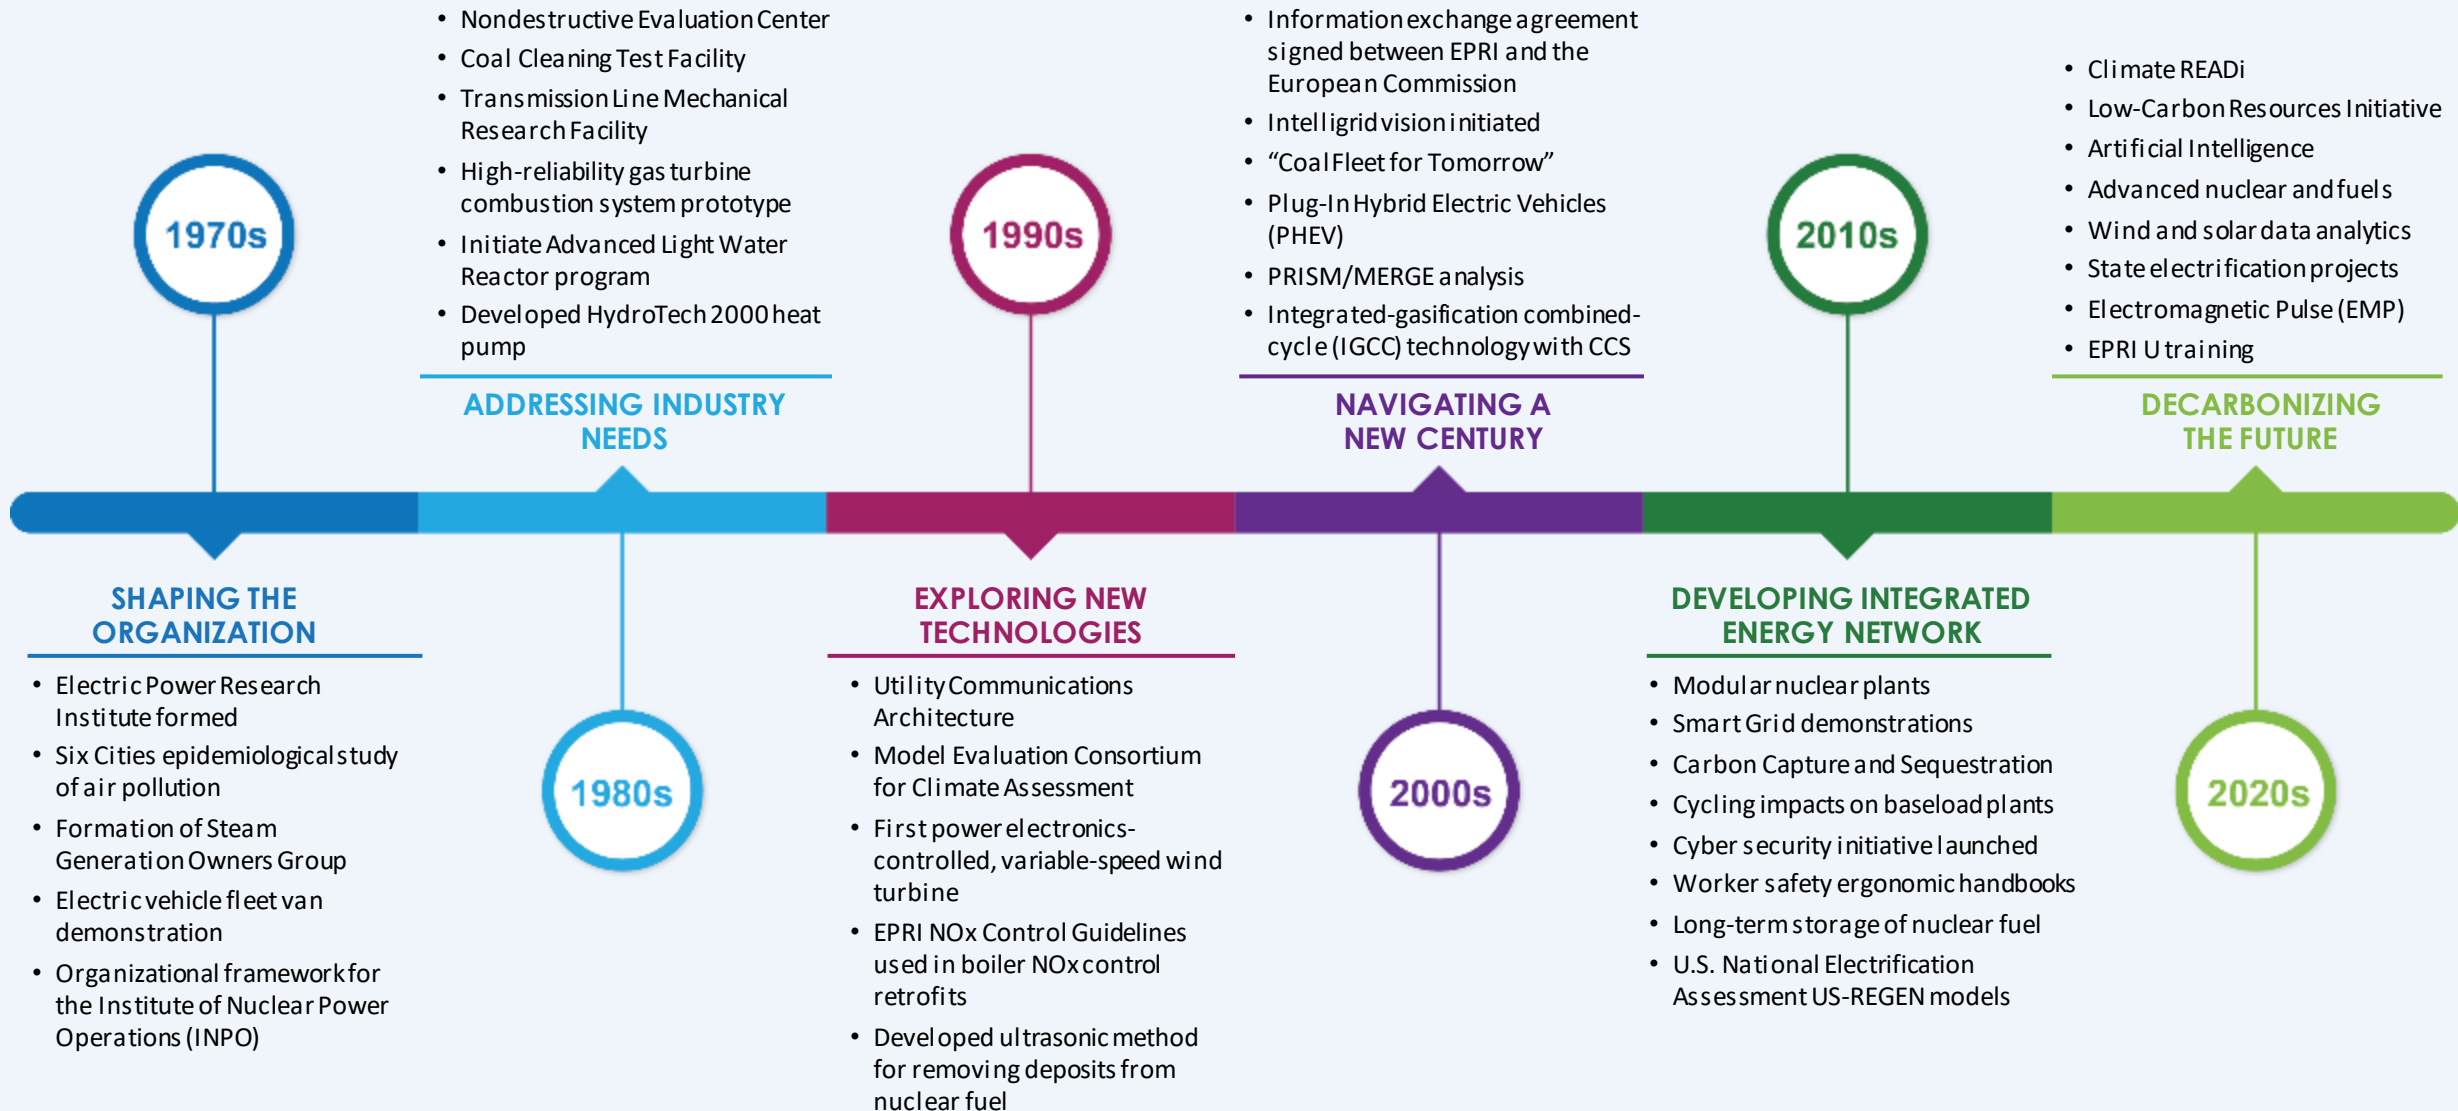 1970s
SHAPING THE
ORGANIZATION
• Electric Power Research
Institute formed
• Six Cities epidemiological study
of air pollution
• Formation of Steam
Generation Owners Group
• Electric vehicle fleet van
demonstration
• Organizational framework for
the Institute of Nuclear Power
Operations (INPO)
• Nondestructive Evaluation Center
• Coal Cleaning Test Facility
• Transmission Line Mechanical
Research Facility
• High-reliability gas turbine
combustion system prototype
• Initiate Advanced Light Water
Reactor program
• Developed HydroTech 2000 heat
pump
ADDRESSING INDUSTRY
NEEDS
1980s
1990s
EXPLORING NEW
TECHNOLOGIES
• Utility Communications
Architecture
• Model Evaluation Consortium
for Climate Assessment
• First power electronics-
controlled, variable-speed wind
turbine
• EPRI NOx Control Guidelines
used in boiler NOx control
retrofits
• Developed ultrasonic method
for removing deposits from
nuclear fuel
• Information exchange agreement
signed between EPRI and the
European Commission
• Intelligrid vision initiated
• “CoalFleet for Tomorrow”
• Plug-In Hybrid Electric Vehicles
(PHEV)
• PRISM/MERGE analysis
• Integrated-gasification combined-
cycle (IGCC) technology with CCS
NAVIGATING A
NEW CENTURY
2000s
2010s
DEVELOPING INTEGRATED
ENERGY NETWORK
• Modular nuclear plants
• Smart Grid demonstrations
• Carbon Capture and Sequestration
• Cycling impacts on baseload plants
• Cyber security initiative launched
• Worker safety ergonomic handbooks
• Long-term storage of nuclear fuel
• U.S. National Electrification
Assessment US-REGEN models
• Climate READi
• Low-Carbon Resources Initiative
• Artificial Intelligence
• Advanced nuclear and fuels
• Wind and solar data analytics
• State electrification projects
• Electromagnetic Pulse (EMP)
• EPRI U training
DECARBONIZING
THE FUTURE
2020s